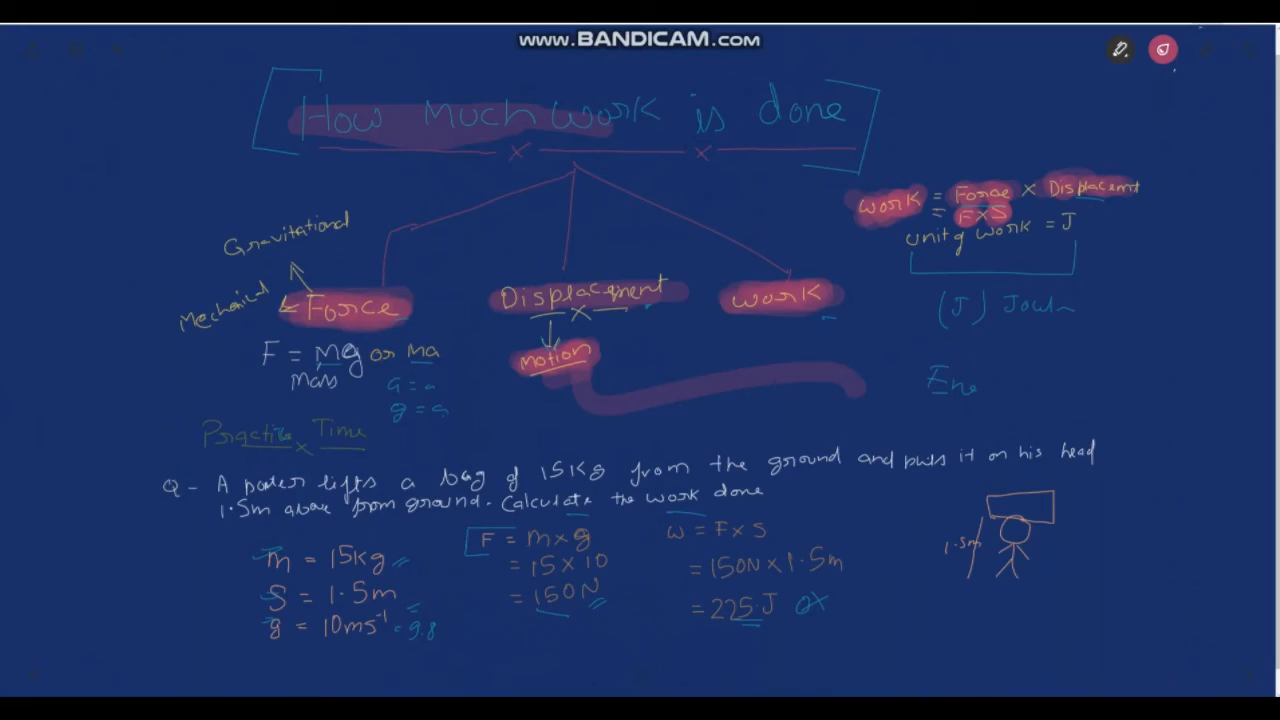 www.BANDICAM.com
How Much work is done
work = Force x Displacemt
= F x S
unit of work = J
(J) Joule
Gravitational
Mechanical
Force
Displacement
work
F = mg or ma
Mass
a = a
g = a
Motion
Ene
Practice Time
Q - A poter lifts a bag of 15Kg from the ground and puts it on his head
1.5m above from ground. Calculate the work done
m = 15Kg
S = 1.5m
g = 10ms⁻¹ = 9.8
F = m x g
= 15 x 10
= 150N
W = F x S
= 150N x 1.5m
= 225 J
1.5m